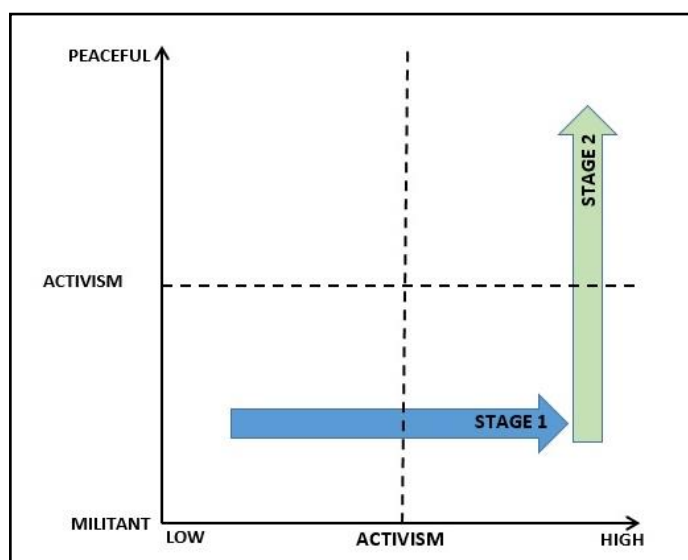 PEACEFUL
STAGE 2
ACTIVISM
STAGE 1
MILITANT
LOW
ACTIVISM
HIGH